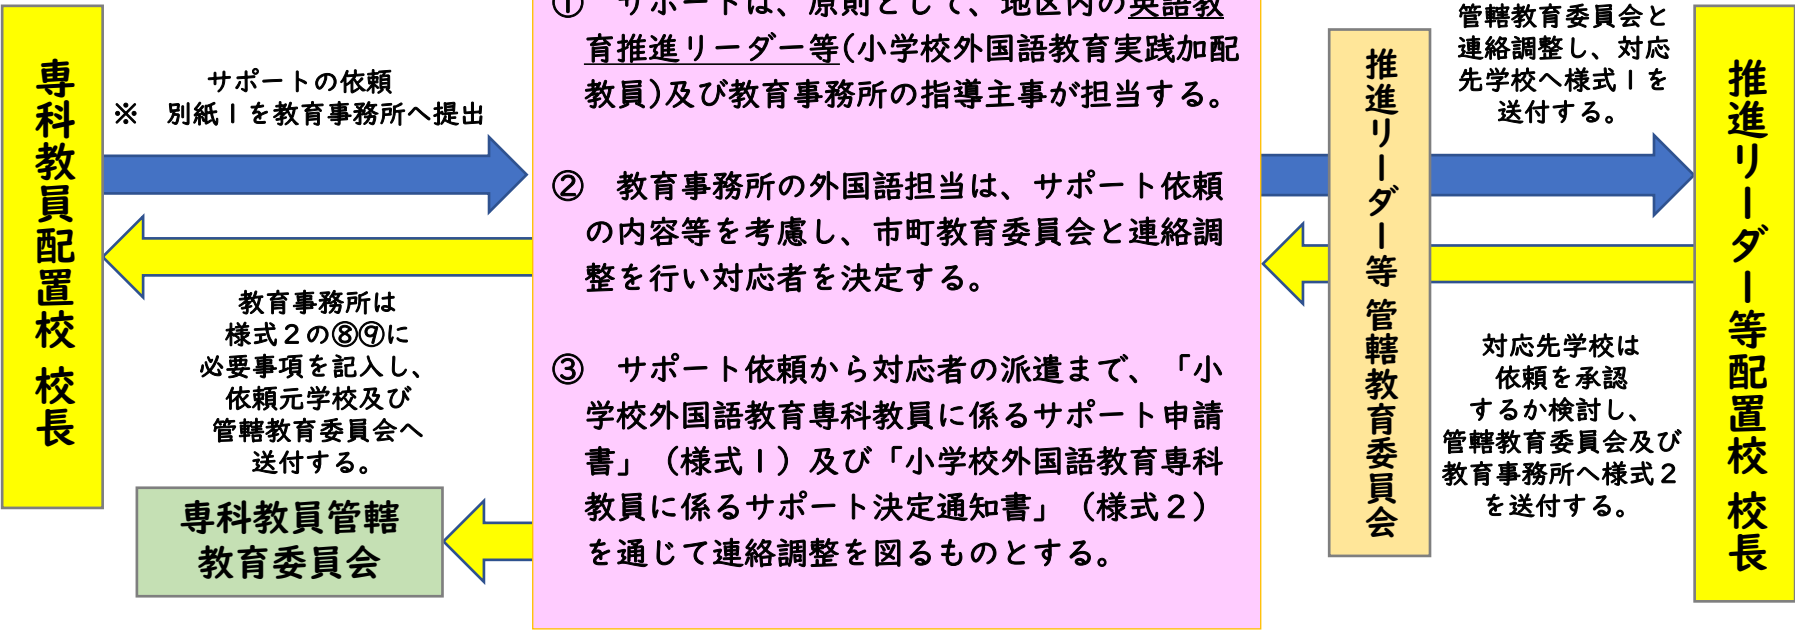 専科教員配置校 校長
サポートの依頼
※ 別紙1を教育事務所へ提出
教育事務所は
様式２の⑧⑨に
必要事項を記入し、
依頼元学校及び
管轄教育委員会へ
送付する。
専科教員管轄
教育委員会
① サポートは、原則として、地区内の英語教
育推進リーダー等(小学校外国語教育実践加配
教員)及び教育事務所の指導主事が担当する。
② 教育事務所の外国語担当は、サポート依頼
の内容等を考慮し、市町教育委員会と連絡調
整を行い対応者を決定する。
③ サポート依頼から対応者の派遣まで、「小
学校外国語教育専科教員に係るサポート申請
書」（様式１）及び「小学校外国語教育専科
教員に係るサポート決定通知書」（様式２）
を通じて連絡調整を図るものとする。
推進リーダー等 管轄教育委員会
管轄教育委員会と
連絡調整し、対応
先学校へ様式１を
送付する。
対応先学校は
依頼を承認
するか検討し、
管轄教育委員会及び
教育事務所へ様式２
を送付する。
推進リーダー等配置校 校長